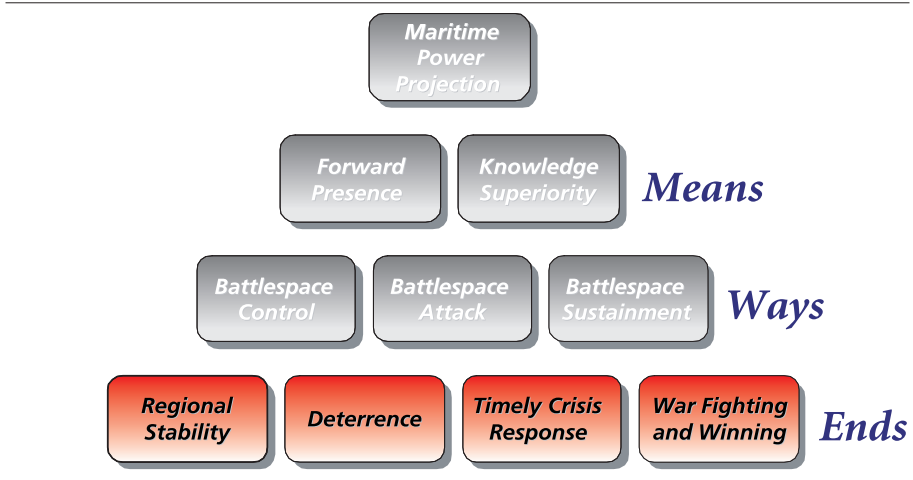 Maritime
Power
Projection
Forward
Presence
Knowledge
Superiority
Means
Battlespace
Control
Battlespace
Attack
Battlespace
Sustainment
Ways
Regional
Stability
Deterrence
Timely Crisis
Response
War Fighting
and Winning
Ends